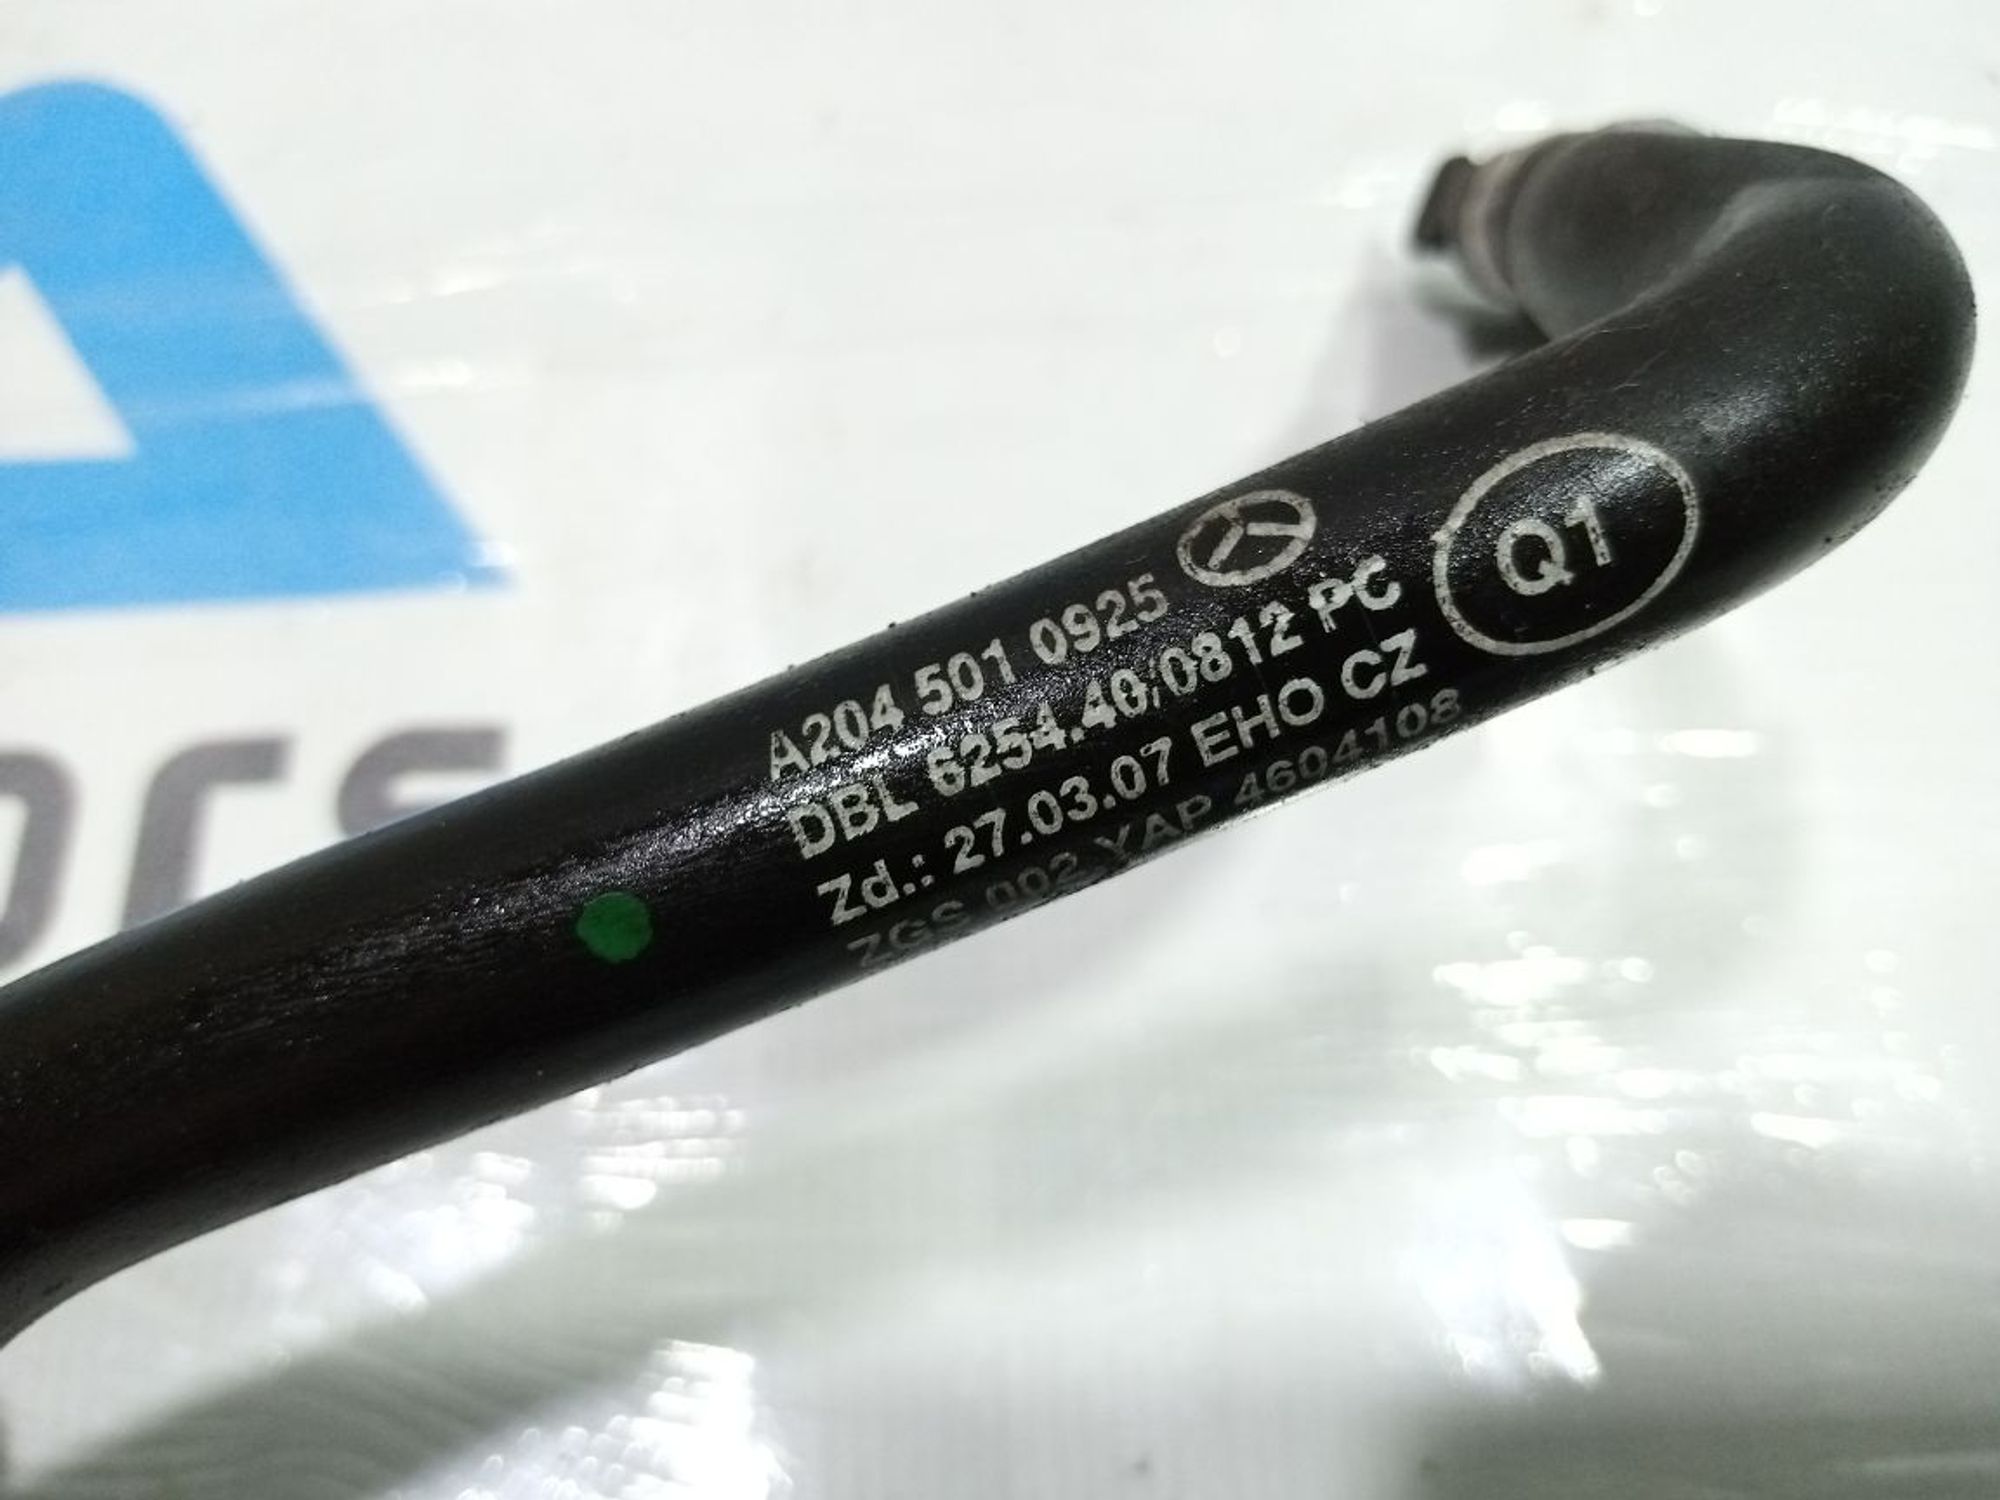 A204 501 0925
DBL 6254.40/0812 PC
Zd.: 27.03.07 EHO CZ
ZGS 002 YAP 4604108
Q1
ors